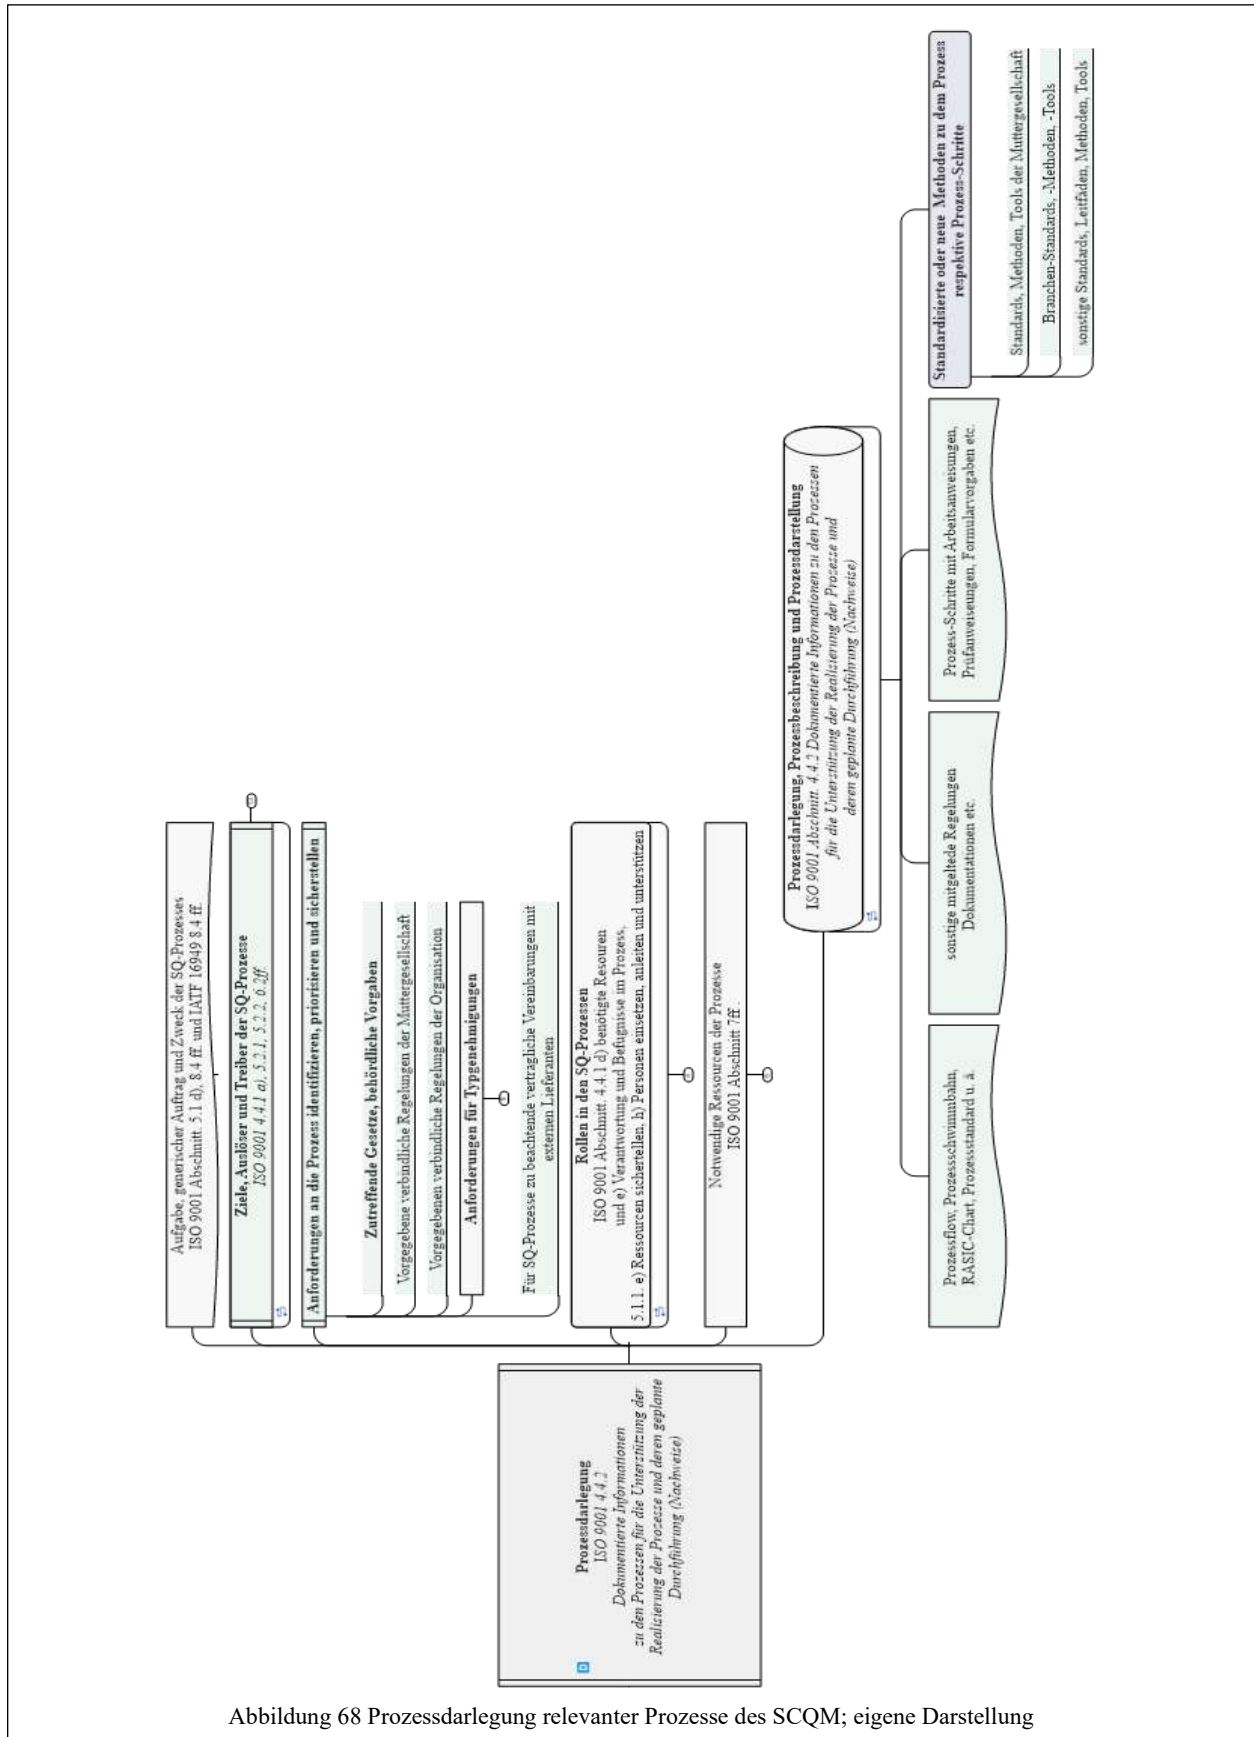 Prozessdarlegung
ISO 9001 4.4.2
Dokumentierte Informationen
zu den Prozessen für die Unterstützung der
Realisierung der Prozesse und deren geplante
Durchführung (Nachweise)
Aufgabe, generischer Auftrag und Zweck der SQ-Prozesses
ISO 9001 Abschnitt. 5.1 d), 8.4 ff. und IATF 16949 8.4 ff.
Ziele, Auslöser und Treiber der SQ-Prozesse
ISO 9001 4.4.1 a), 5.2.1, 5.2.2, 6.2ff
Anforderungen an die Prozess identifizieren, priorisieren und sicherstellen
Zutreffende Gesetze, behördliche Vorgaben
Vorgegebene verbindliche Regelungen der Muttergesellschaft
Vorgegebenen verbindliche Regelungen der Organisation
Anforderungen für Typgenehmigungen
Für SQ-Prozesse zu beachtende vertragliche Vereinbarungen mit
externen Lieferanten
Rollen in den SQ-Prozessen
ISO 9001 Abschnitt. 4.4.1 d) benötigte Resouren
und e) Verantwortung und Befugnisse im Prozess,
5.1.1. e) Ressourcen sichertellen, h) Personen einsetzen, anleiten und unterstützen
Notwendige Ressourcen der Prozesse
ISO 9001 Abschnitt 7ff.
Prozessdarlegung, Prozessbeschreibung und Prozessdarstellung
ISO 9001 Abschnitt. 4.4.2 Dokumentierte Informationen zu den Prozessen
für die Unterstützung der Realisierung der Prozesse und
deren geplante Durchführung (Nachweise)
Prozessflow, Prozessschwimmbahn,
RASIC-Chart, Prozessstandard u. ä.
sonstige mitgeltede Regelungen
Dokumentationen etc.
Prozess-Schritte mit Arbeitsanweisungen,
Prüfanweiseungen, Formularvorgaben etc.
Standardisierte oder neue Methoden zu dem Prozess
respektive Prozess-Schritte
Standards, Methoden, Tools der Muttergesellschaft
Branchen-Standards, -Methoden, -Tools
sonstige Standards, Leitfäden, Methoden, Tools
Abbildung 68 Prozessdarlegung relevanter Prozesse des SCQM; eigene Darstellung